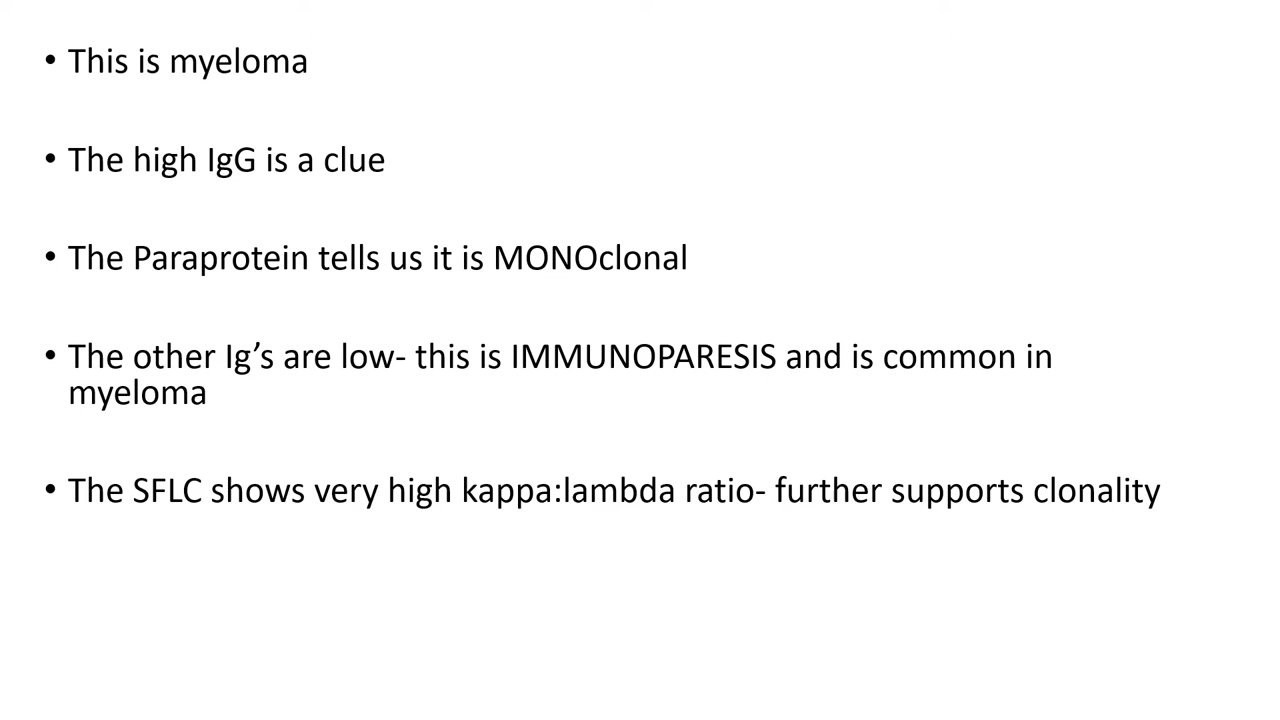 • This is myeloma
• The high IgG is a clue
• The Paraprotein tells us it is MONOclonal
• The other Ig’s are low- this is IMMUNOPARESIS and is common in
myeloma
• The SFLC shows very high kappa:lambda ratio- further supports clonality